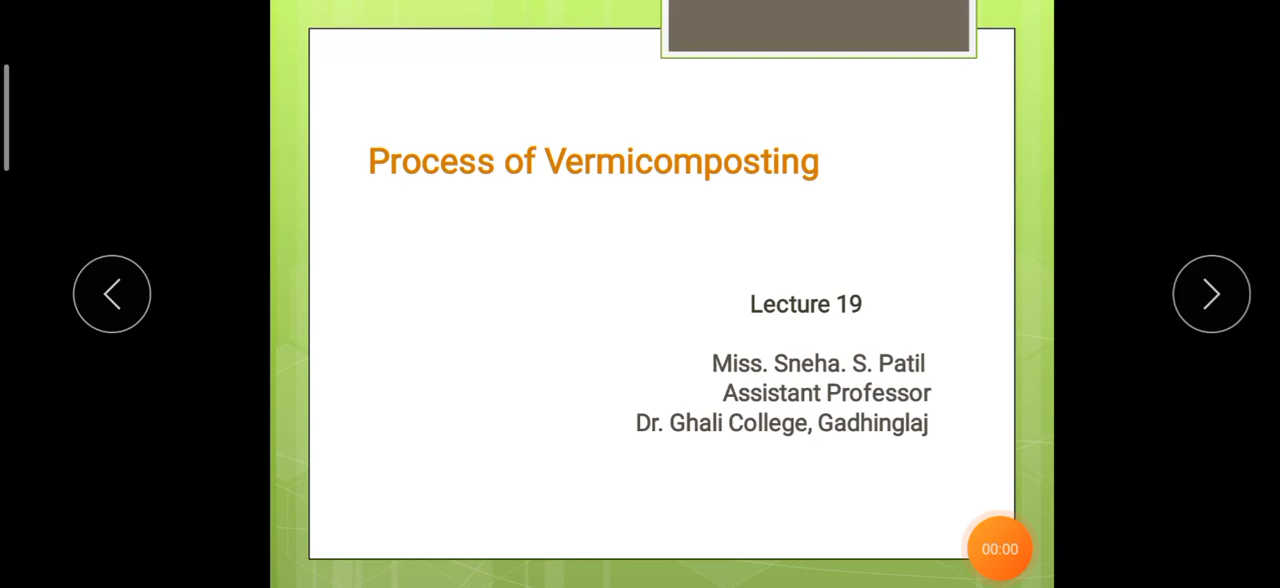 Process of Vermicomposting
Lecture 19
Miss. Sneha. S. Patil
Assistant Professor
Dr. Ghali College, Gadhinglaj
00:00